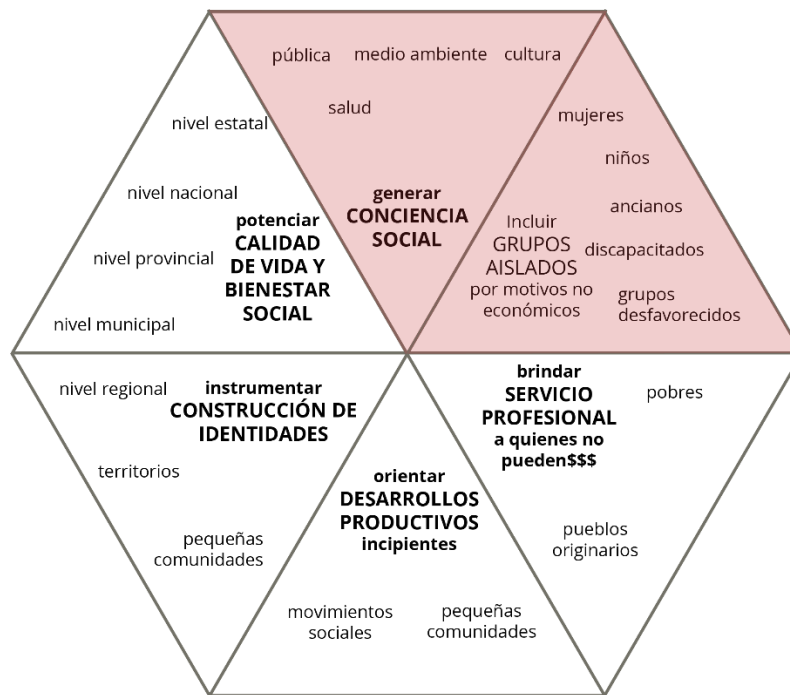 pública
medio ambiente
cultura
salud
generar
CONCIENCIA
SOCIAL
mujeres
niños
ancianos
discapacitados
grupos
desfavorecidos
Incluir
GRUPOS
AISLADOS
por motivos no
económicos
nivel estatal
nivel nacional
nivel provincial
nivel municipal
potenciar
CALIDAD
DE VIDA Y
BIENESTAR
SOCIAL
nivel regional
territorios
pequeñas
comunidades
instrumentar
CONSTRUCCIÓN DE
IDENTIDADES
orientar
DESARROLLOS
PRODUCTIVOS
incipientes
movimientos
sociales
pequeñas
comunidades
brindar
SERVICIO
PROFESIONAL
a quienes no
pueden$$$
pobres
pueblos
originarios